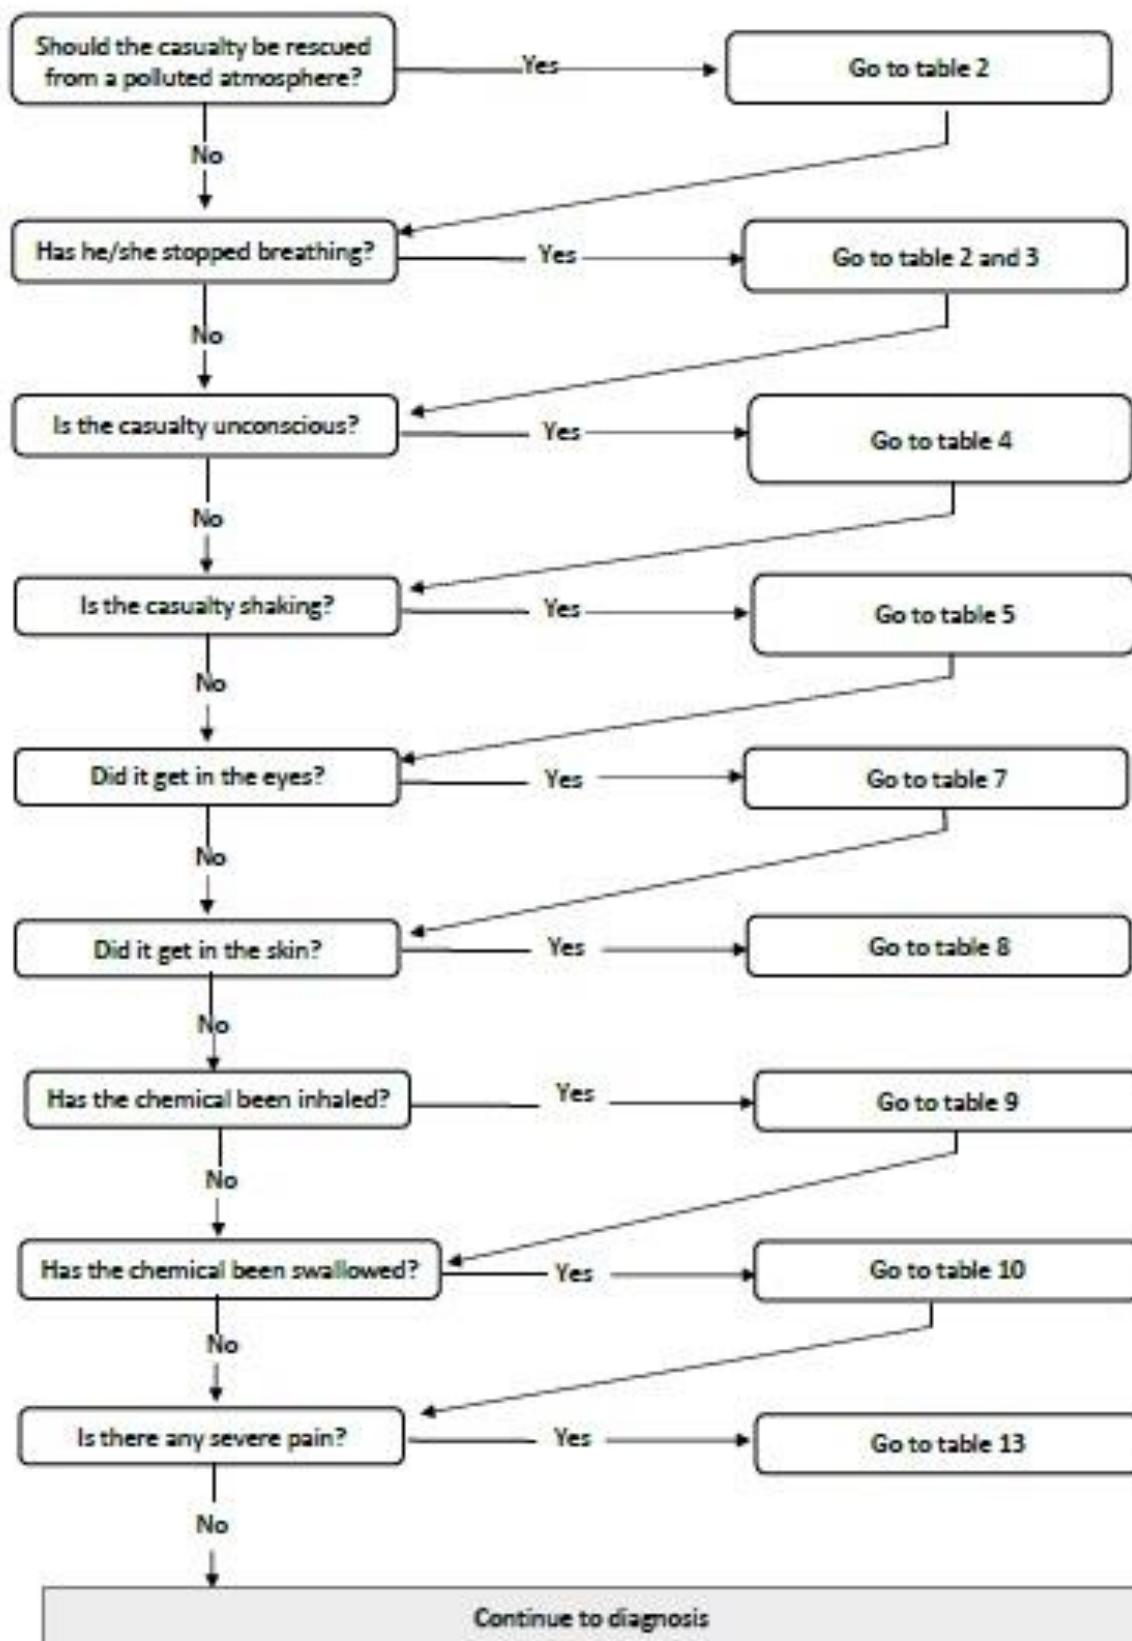 Should the casualty be rescued
from a polluted atmosphere?
Yes
Go to table 2
No
Has he/she stopped breathing?
Yes
Go to table 2 and 3
No
Is the casualty unconscious?
Yes
Go to table 4
No
Is the casualty shaking?
Yes
Go to table 5
No
Did it get in the eyes?
Yes
Go to table 7
No
Did it get in the skin?
Yes
Go to table 8
No
Has the chemical been inhaled?
Yes
Go to table 9
No
Has the chemical been swallowed?
Yes
Go to table 10
No
Is there any severe pain?
Yes
Go to table 13
No
Continue to diagnosis